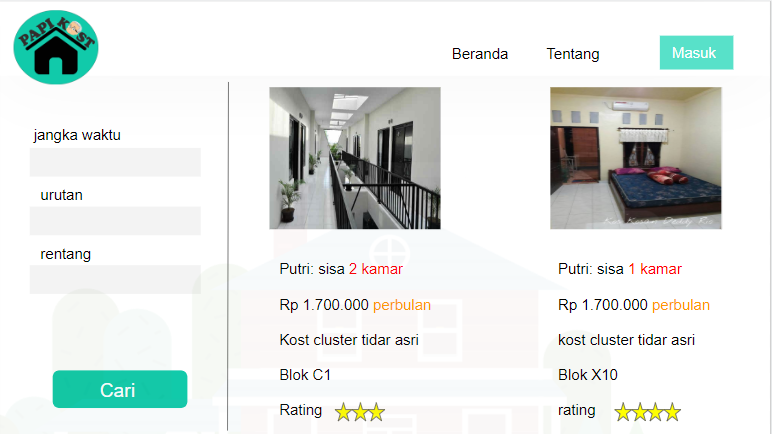 PAPI KOST
Beranda
Tentang
Masuk
jangka waktu
urutan
rentang
Cari
Putri: sisa 2 kamar
Rp 1.700.000 perbulan
Kost cluster tidar asri
Blok C1
Rating
Putri: sisa 1 kamar
Rp 1.700.000 perbulan
kost cluster tidar asri
Blok X10
rating